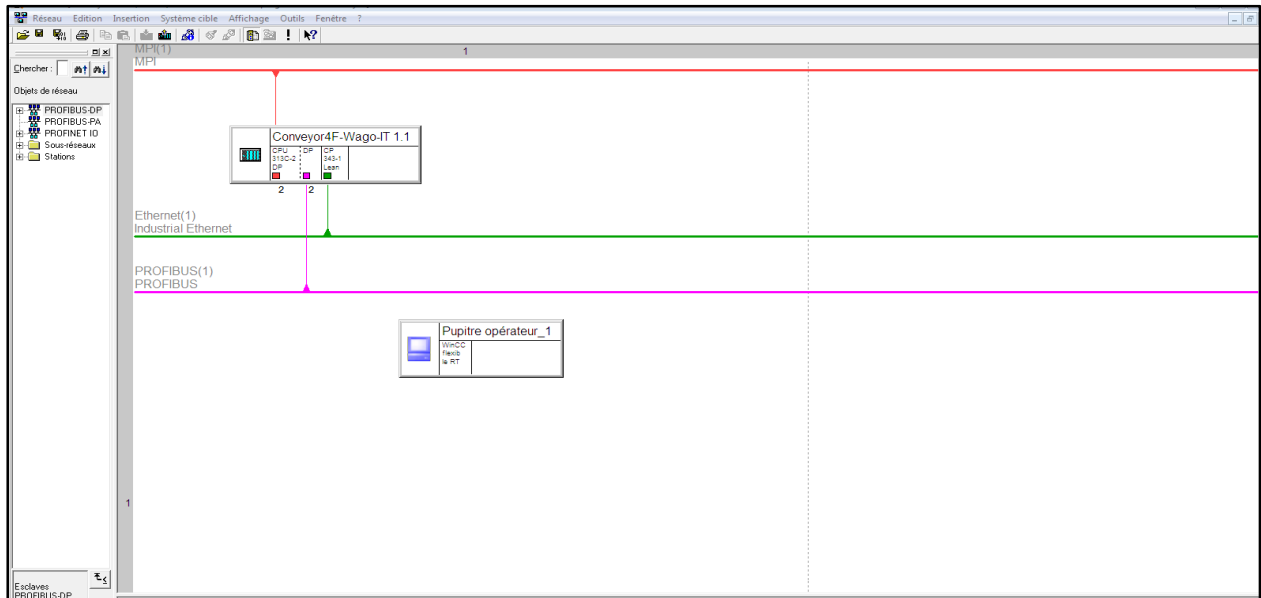 Réseau Edition Insertion Système cible Affichage Outils Fenêtre ?
Chercher :
Objets de réseau
PROFIBUS-DP
PROFIBUS-PA
PROFINET IO
Sous-réseaux
Stations
Esclaves
PROFIBUS-DP
1
MPI(1)
MPI
Conveyor4F-Wago-IT 1.1
CPU DP CP
313C-2 343-1
DP Lean
2 2
Ethernet(1)
Industrial Ethernet
PROFIBUS(1)
PROFIBUS
Pupitre opérateur_1
WinCC
flexib
le RT
1